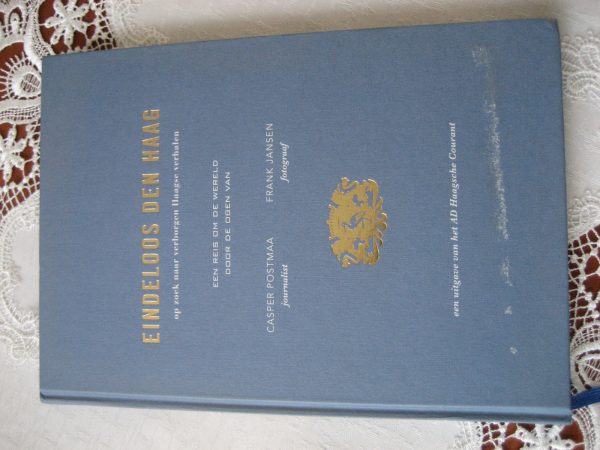 EINDELOOS DEN HAAG
op zoek naar verborgen Haagse verhalen
EEN REIS OM DE WERELD
DOOR DE OGEN VAN
CASPER POSTMAA FRANK JANSEN
journalist fotograaf
een uitgave van het AD Haagsche Courant